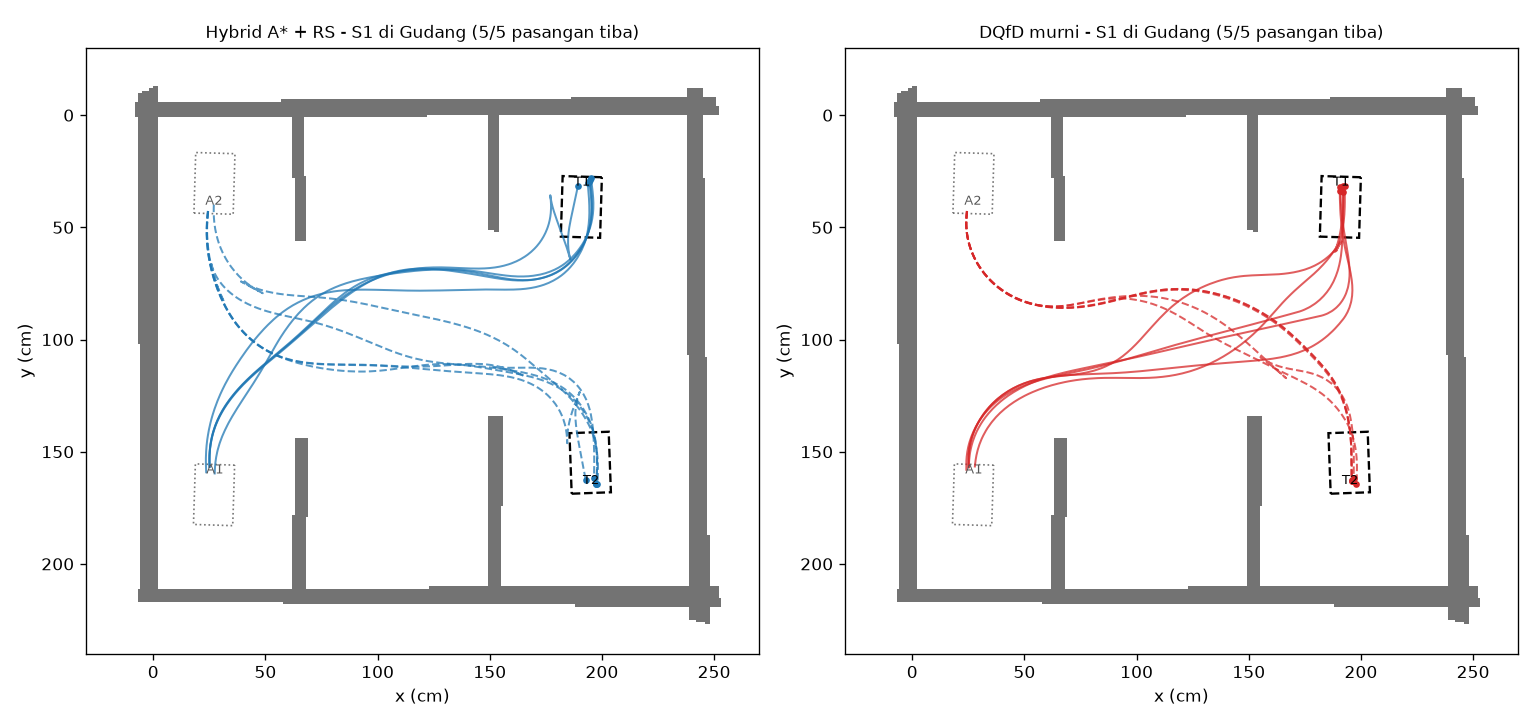 Hybrid A* + RS - S1 di Gudang (5/5 pasangan tiba)
0
50
100
150
200
y (cm)
A2
T1
A1
T2
0
50
100
150
200
250
x (cm)
DQfD murni - S1 di Gudang (5/5 pasangan tiba)
0
50
100
150
200
y (cm)
A2
T1
A1
T2
0
50
100
150
200
250
x (cm)